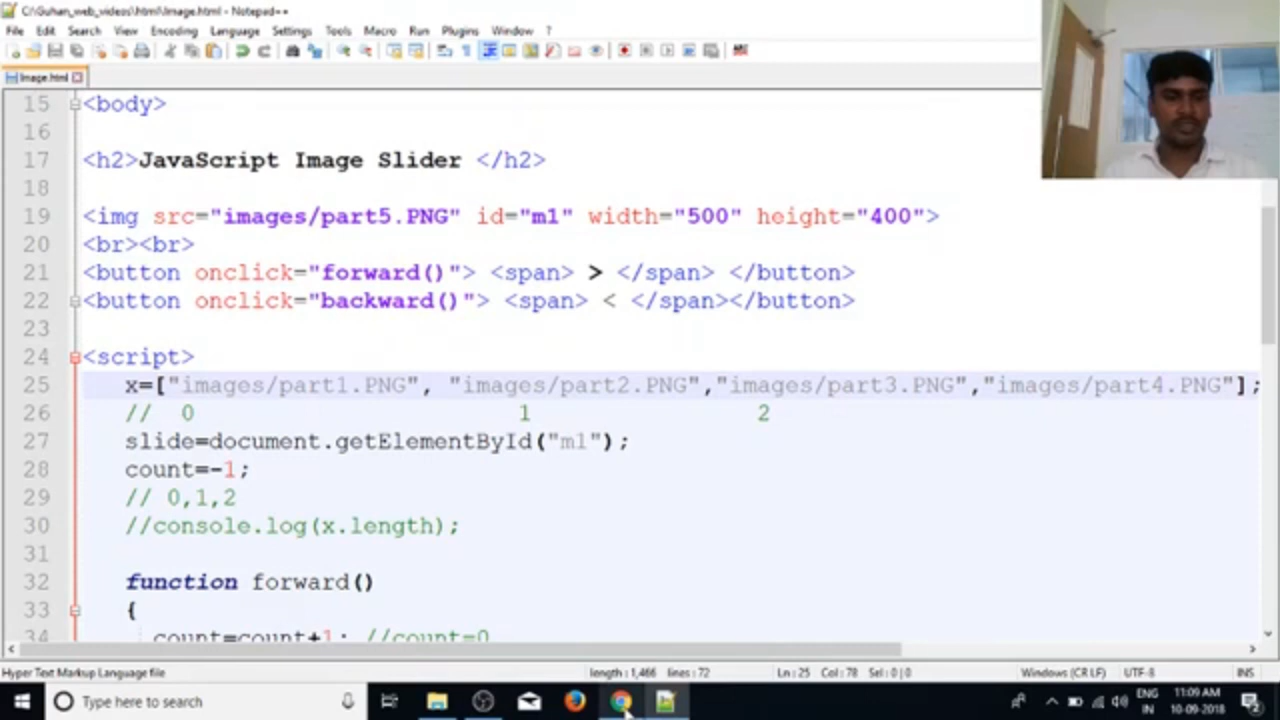 C:\Guhan_web_videos\html\Image.html - Notepad++
File Edit Search View Encoding Language Settings Tools Macro Run Plugins Window ?
Image.html
15 <body>
16
17 <h2>JavaScript Image Slider </h2>
18
19 <img src="images/part5.PNG" id="m1" width="500" height="400">
20 <br><br>
21 <button onclick="forward()"> <span> > </span> </button>
22 <button onclick="backward()"> <span> < </span></button>
23
24 <script>
25 x=["images/part1.PNG", "images/part2.PNG","images/part3.PNG","images/part4.PNG"];
26 // 0 1 2
27 slide=document.getElementById("m1");
28 count=-1;
29 // 0,1,2
30 //console.log(x.length);
31
32 function forward()
33 {
34 count=count+1; //count=0
Hyper Text Markup Language file length : 1,466 lines : 72 Ln : 25 Col : 78 Sel : 0 | 0 Windows (CR LF) UTF-8 INS
Type here to search
ENG 11:09 AM
IN 10-09-2018
2